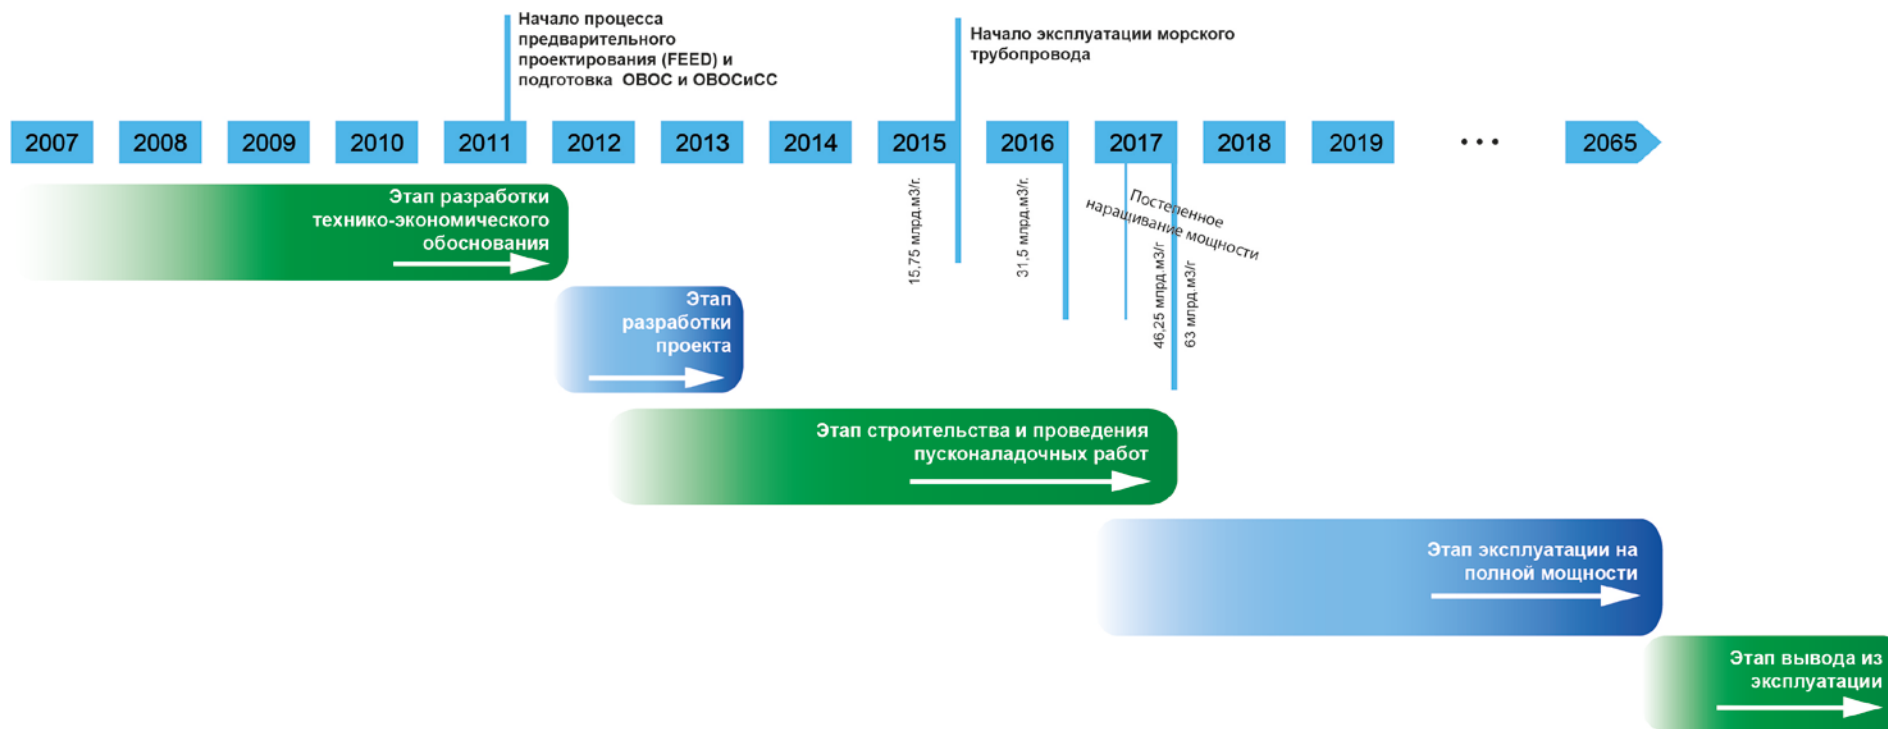 Начало процесса
предварительного
проектирования (FEED) и
подготовка ОВОС и ОВОСиСС
Начало эксплуатации морского
трубопровода
2007 2008 2009 2010 2011 2012 2013 2014 2015 2016 2017 2018 2019 ... 2065
15,75 млрд.м3/г.
31,5 млрд.м3/г.
Постепенное
наращивание мощности
46,25 млрд.м3/г
63 млрд.м3/г
Этап разработки
технико-экономического
обоснования
Этап
разработки
проекта
Этап строительства и проведения
пусконаладочных работ
Этап эксплуатации на
полной мощности
Этап вывода из
эксплуатации